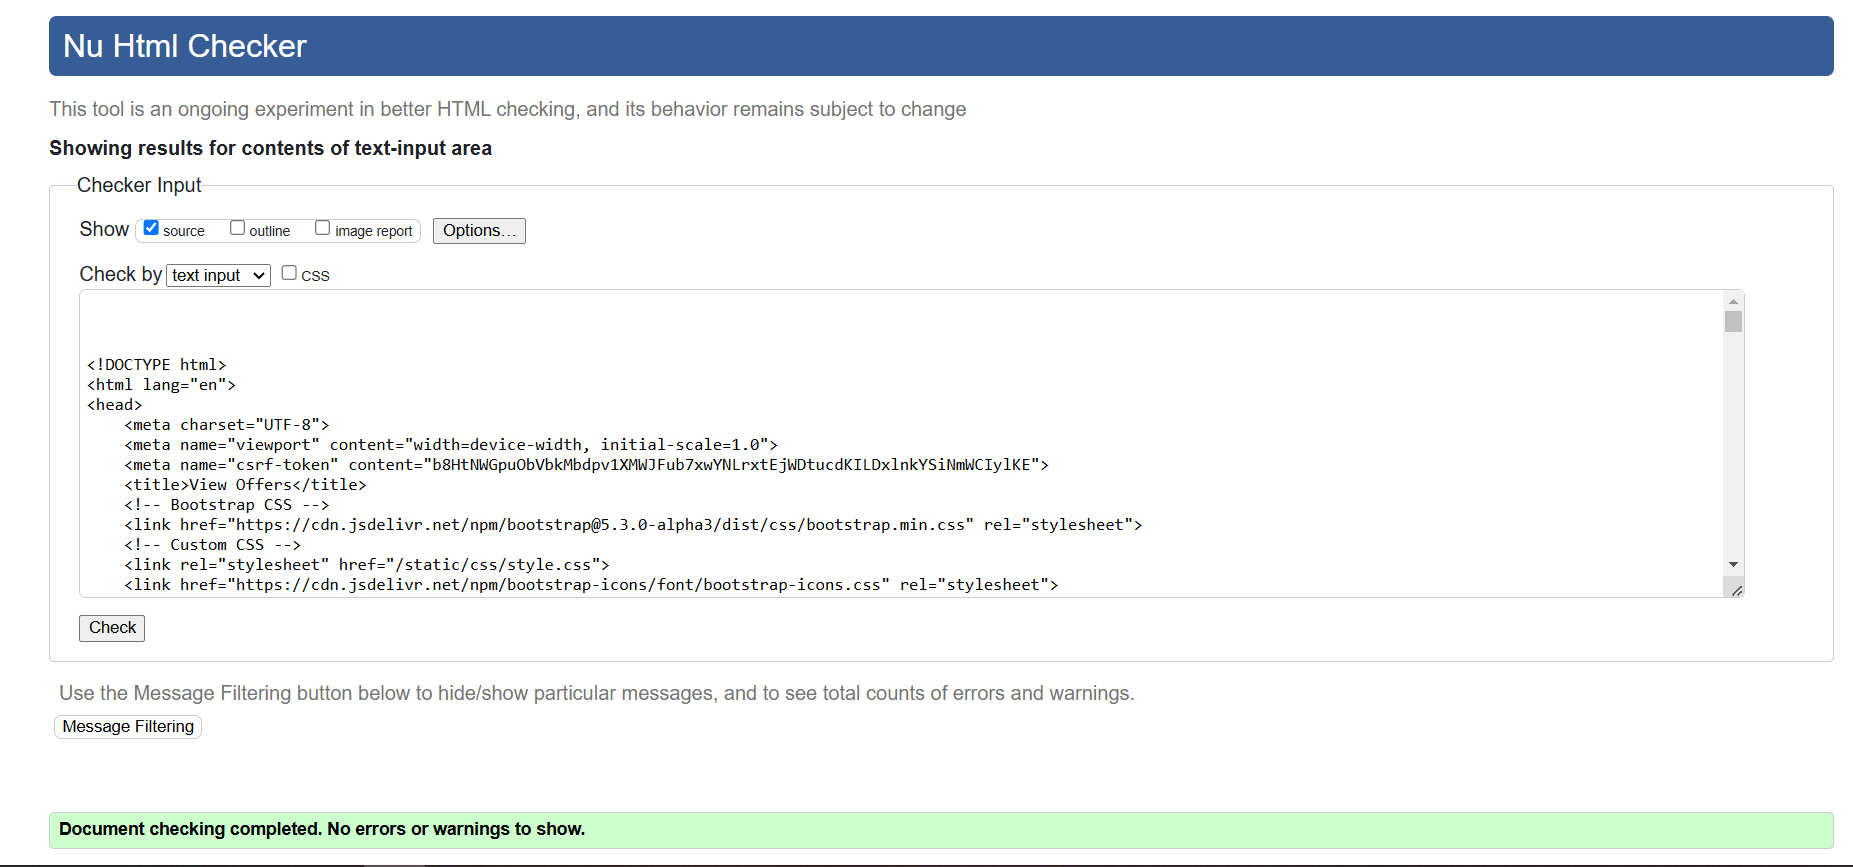 Nu Html Checker
This tool is an ongoing experiment in better HTML checking, and its behavior remains subject to change
Showing results for contents of text-input area
Checker Input
Show source outline image report Options...
Check by text input CSS
<!DOCTYPE html>
<html lang="en">
<head>
    <meta charset="UTF-8">
    <meta name="viewport" content="width=device-width, initial-scale=1.0">
    <meta name="csrf-token" content="b8HtNWGpuObVbkMbdpv1XMWJFub7xwYNLrxtEjWDtucdKILDxlnkYSiNmWCIylKE">
    <title>View Offers</title>
    <!-- Bootstrap CSS -->
    <link href="https://cdn.jsdelivr.net/npm/bootstrap@5.3.0-alpha3/dist/css/bootstrap.min.css" rel="stylesheet">
    <!-- Custom CSS -->
    <link rel="stylesheet" href="/static/css/style.css">
    <link href="https://cdn.jsdelivr.net/npm/bootstrap-icons/font/bootstrap-icons.css" rel="stylesheet">
Check
Use the Message Filtering button below to hide/show particular messages, and to see total counts of errors and warnings.
Message Filtering
Document checking completed. No errors or warnings to show.